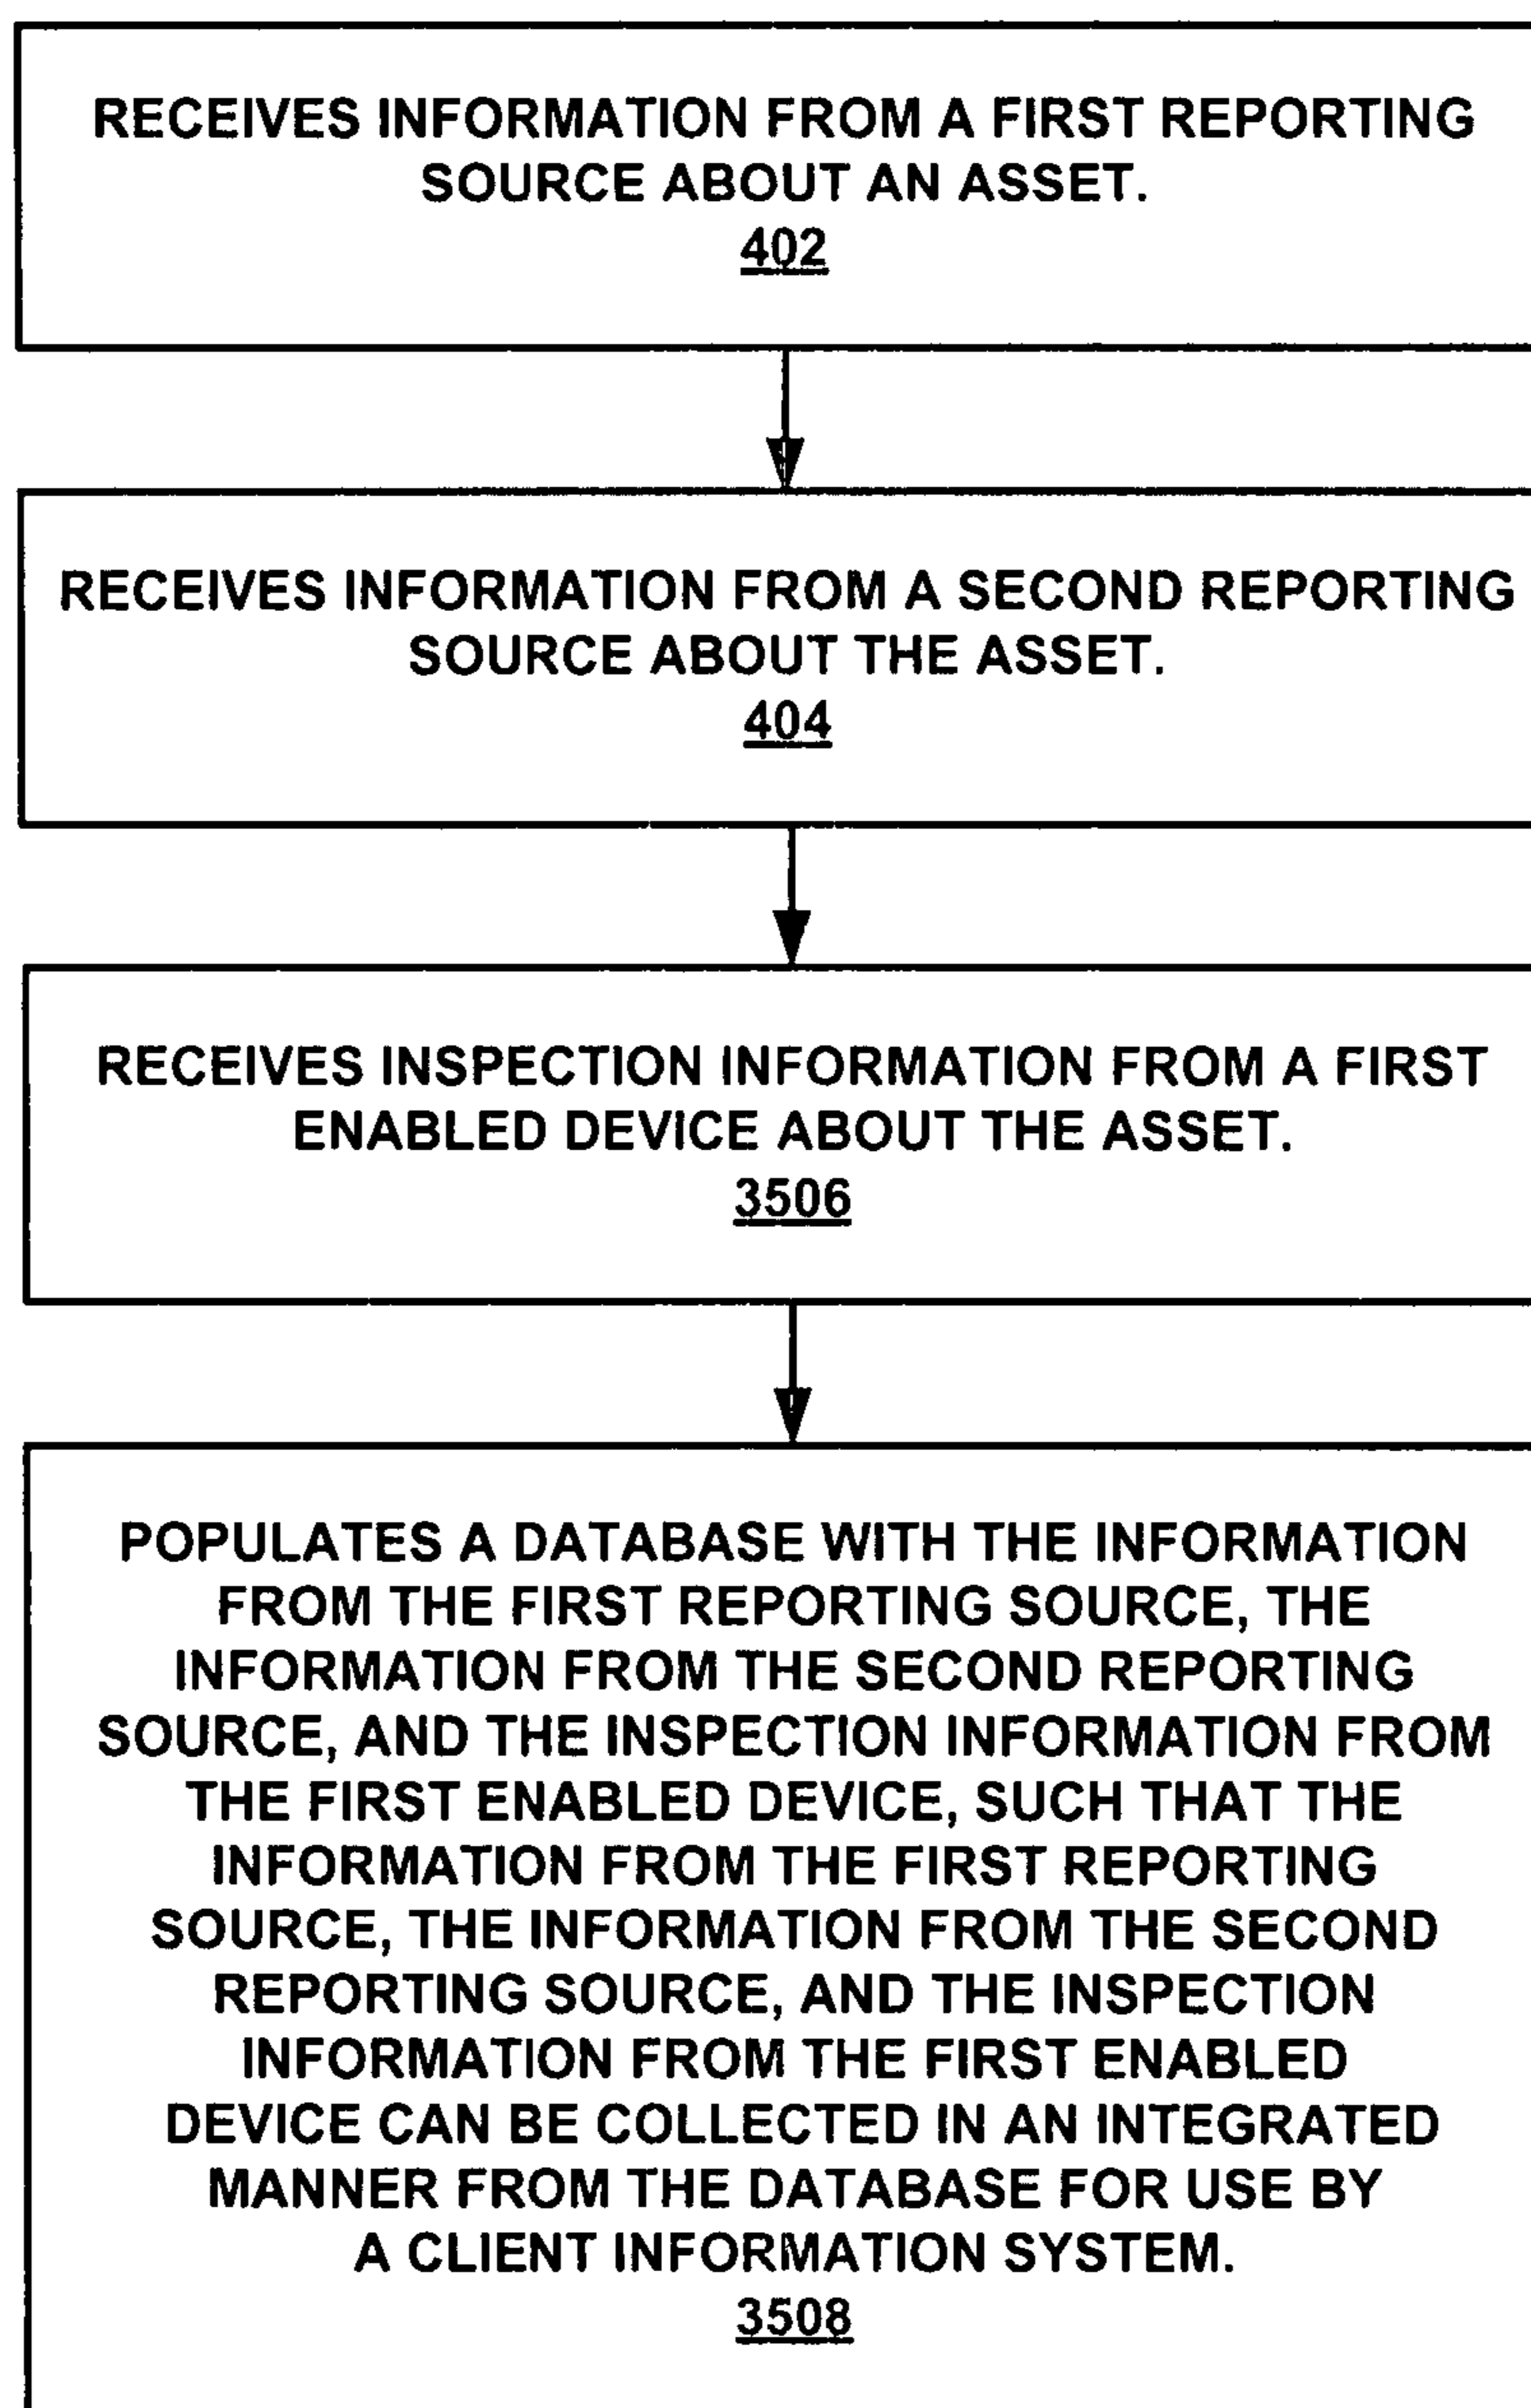 RECEIVES INFORMATION FROM A FIRST REPORTING
SOURCE ABOUT AN ASSET.
402
RECEIVES INFORMATION FROM A SECOND REPORTING
SOURCE ABOUT THE ASSET.
404
RECEIVES INSPECTION INFORMATION FROM A FIRST
ENABLED DEVICE ABOUT THE ASSET.
3506
POPULATES A DATABASE WITH THE INFORMATION
FROM THE FIRST REPORTING SOURCE, THE
INFORMATION FROM THE SECOND REPORTING
SOURCE, AND THE INSPECTION INFORMATION FROM
THE FIRST ENABLED DEVICE, SUCH THAT THE
INFORMATION FROM THE FIRST REPORTING
SOURCE, THE INFORMATION FROM THE SECOND
REPORTING SOURCE, AND THE INSPECTION
INFORMATION FROM THE FIRST ENABLED
DEVICE CAN BE COLLECTED IN AN INTEGRATED
MANNER FROM THE DATABASE FOR USE BY
A CLIENT INFORMATION SYSTEM.
3508